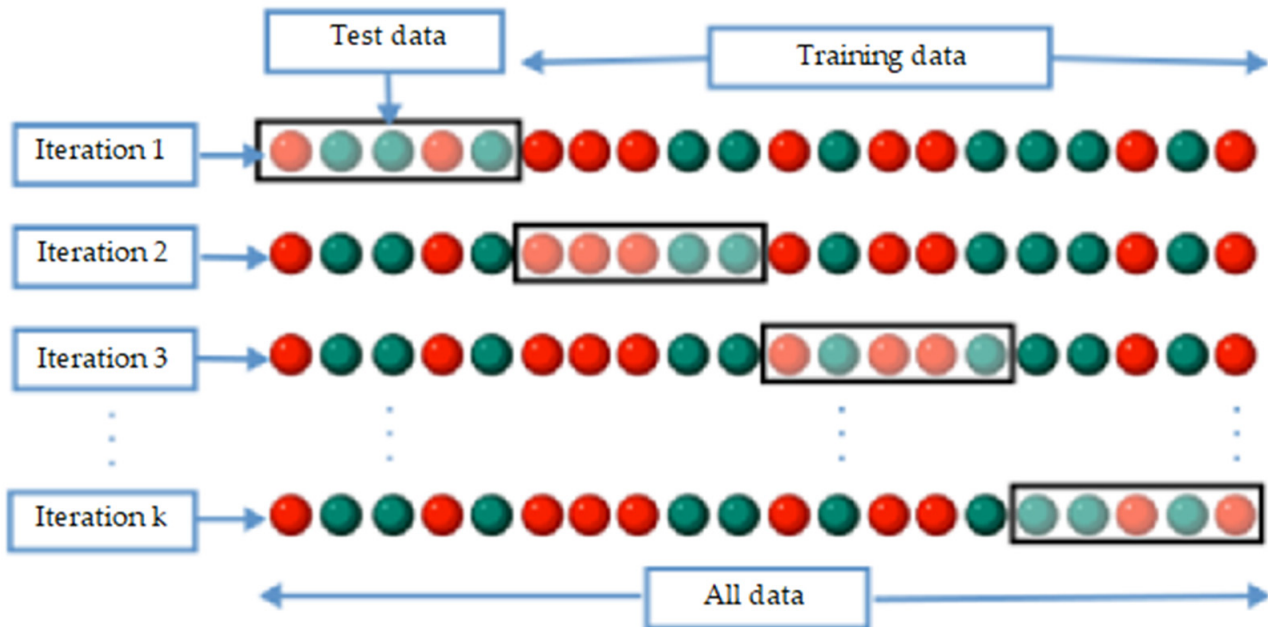 Test data
Training data
Iteration 1
Iteration 2
Iteration 3
Iteration k
All data